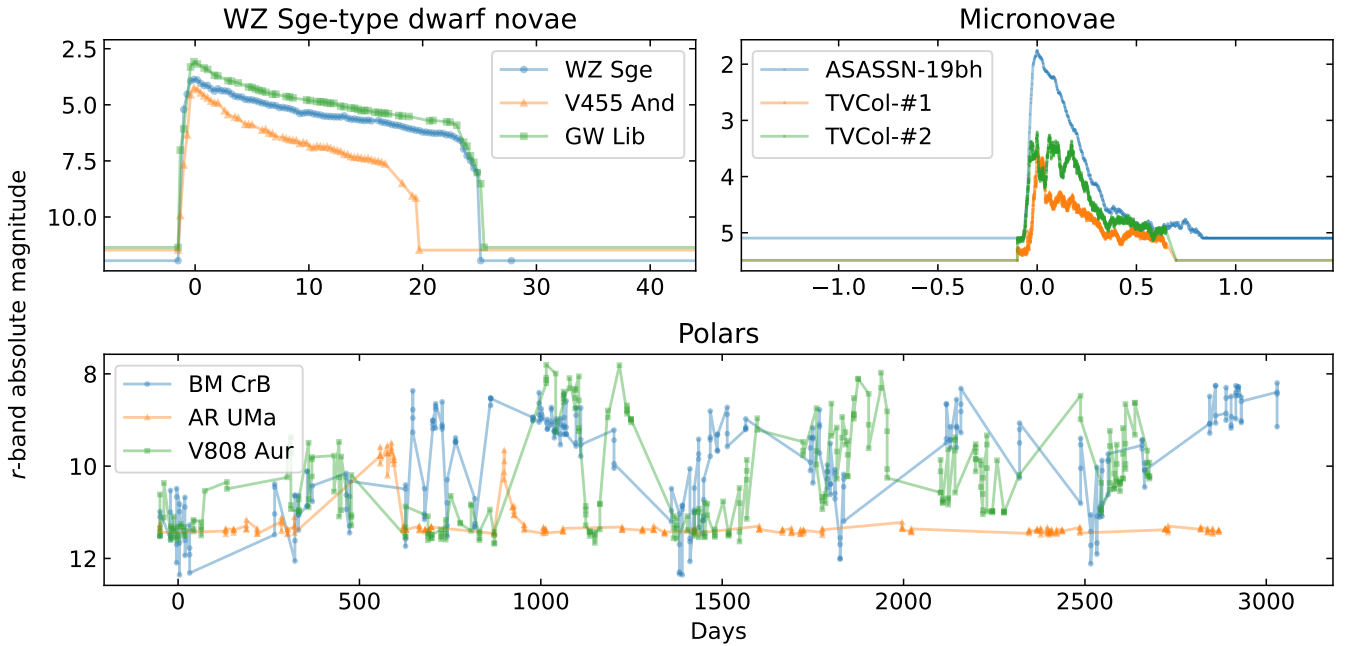 WZ Sge-type dwarf novae
2.5
5.0
7.5
10.0
WZ Sge
V455 And
GW Lib
0 10 20 30 40
Micronovae
2
3
4
5
ASASSN-19bh
TVCol-#1
TVCol-#2
−1.0 −0.5 0.0 0.5 1.0
r-band absolute magnitude
Polars
8
10
12
BM CrB
AR UMa
V808 Aur
0 500 1000 1500 2000 2500 3000
Days